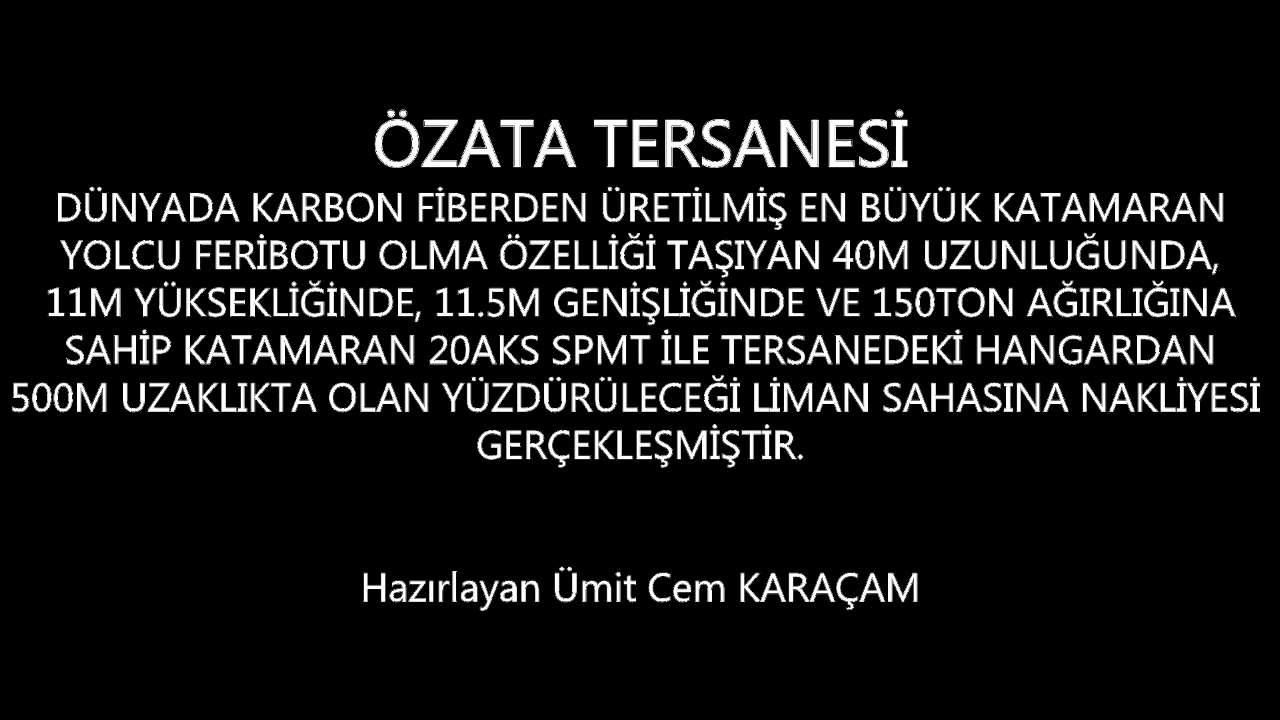 ÖZATA TERSANESİ
DÜNYADA KARBON FİBERDEN ÜRETİLMİŞ EN BÜYÜK KATAMARAN
YOLCU FERİBOTU OLMA ÖZELLİĞİ TAŞIYAN 40M UZUNLUĞUNDA,
11M YÜKSEKLİĞİNDE, 11.5M GENİŞLİĞİNDE VE 150TON AĞIRLIĞINA
SAHİP KATAMARAN 20AKS SPMT İLE TERSANEDEKİ HANGARDAN
500M UZAKLIKTA OLAN YÜZDÜRÜLECEĞİ LİMAN SAHASINA NAKLİYESİ
GERÇEKLEŞMİŞTİR.
Hazırlayan Ümit Cem KARAÇAM